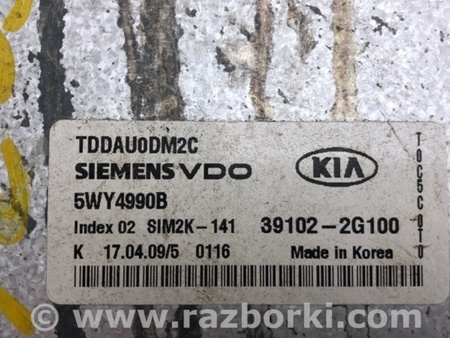 TDDAU0DM2C
SIEMENS VDO
KIA
5WY4990B
Index 02 SIM2K-141
39102-2G100
K 17.04.09/5 0116
Made in Korea
T0C5C0T0
www.razborki.com